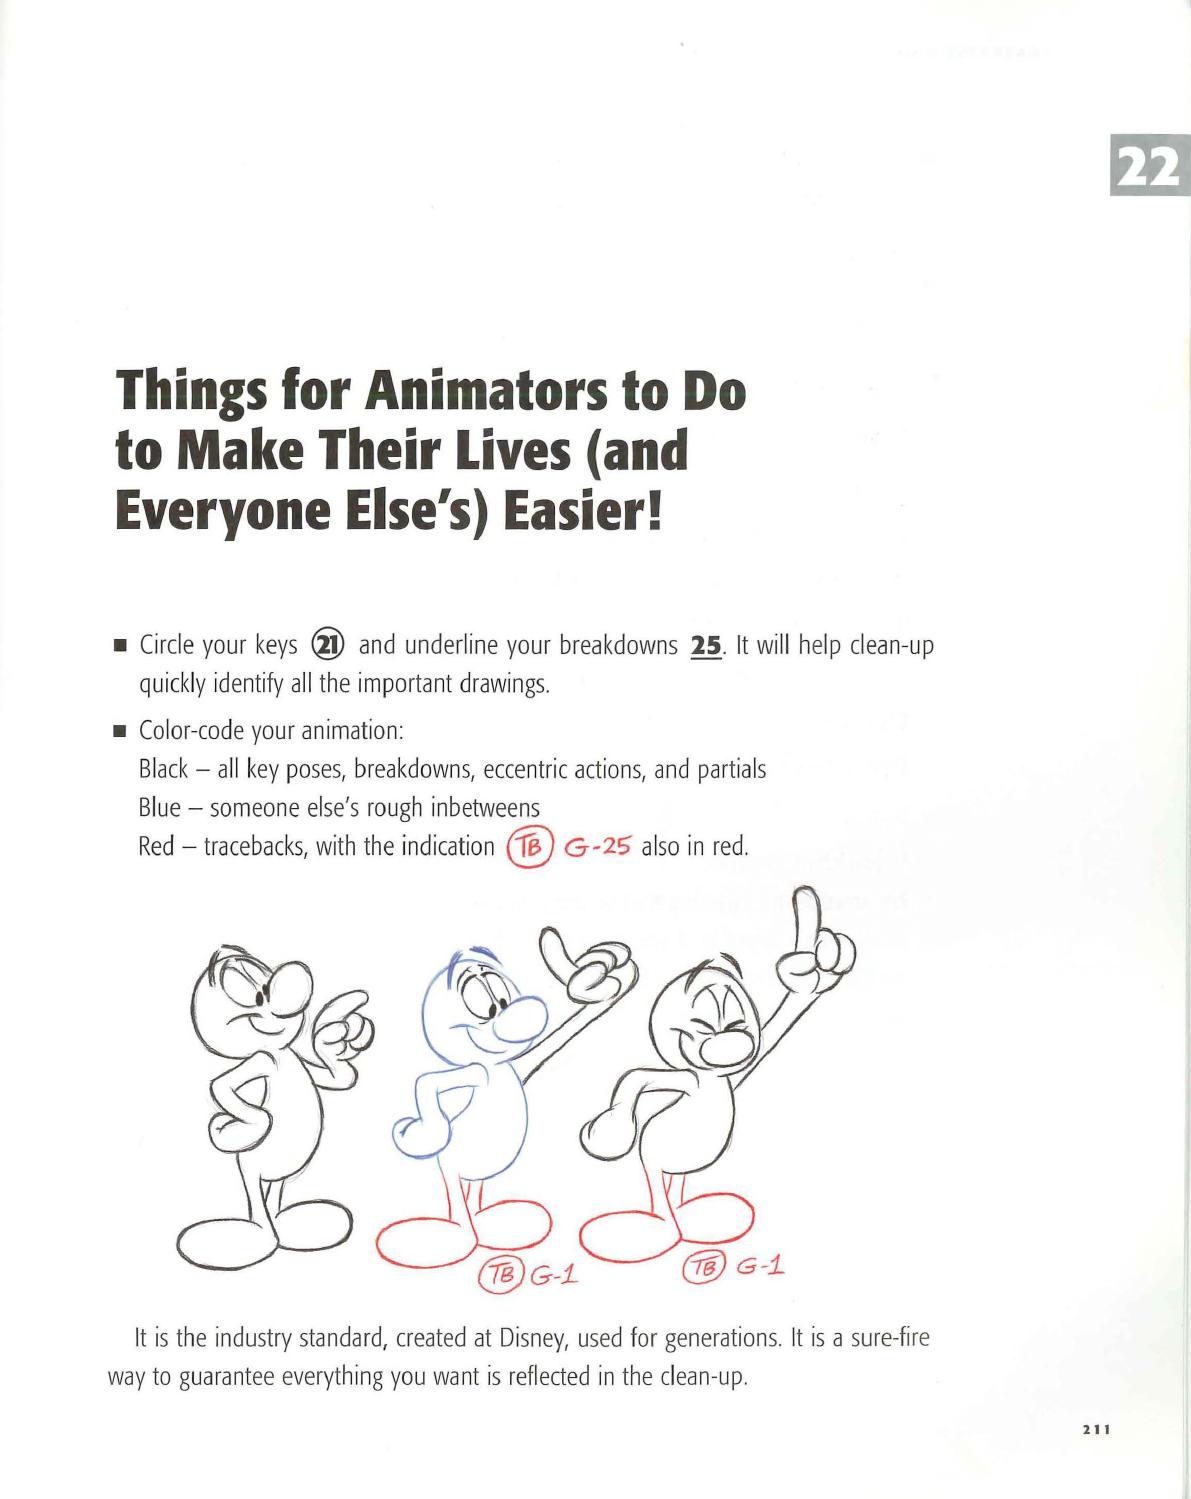 22
Things for Animators to Do
to Make Their Lives (and
Everyone Else's) Easier!
■ Circle your keys 21 and underline your breakdowns 25. It will help clean-up
quickly identify all the important drawings.
■ Color-code your animation:
Black – all key poses, breakdowns, eccentric actions, and partials
Blue – someone else's rough inbetweens
Red – tracebacks, with the indication TB G-25 also in red.
TB G-1
TB G-1
It is the industry standard, created at Disney, used for generations. It is a sure-fire
way to guarantee everything you want is reflected in the clean-up.
211